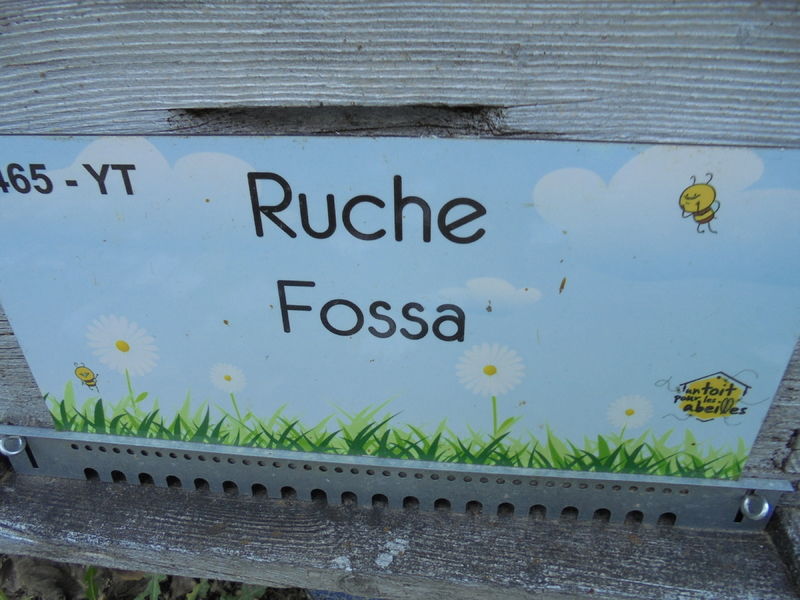 465 - YT
Ruche
Fossa
un toit
pour les
abeilles